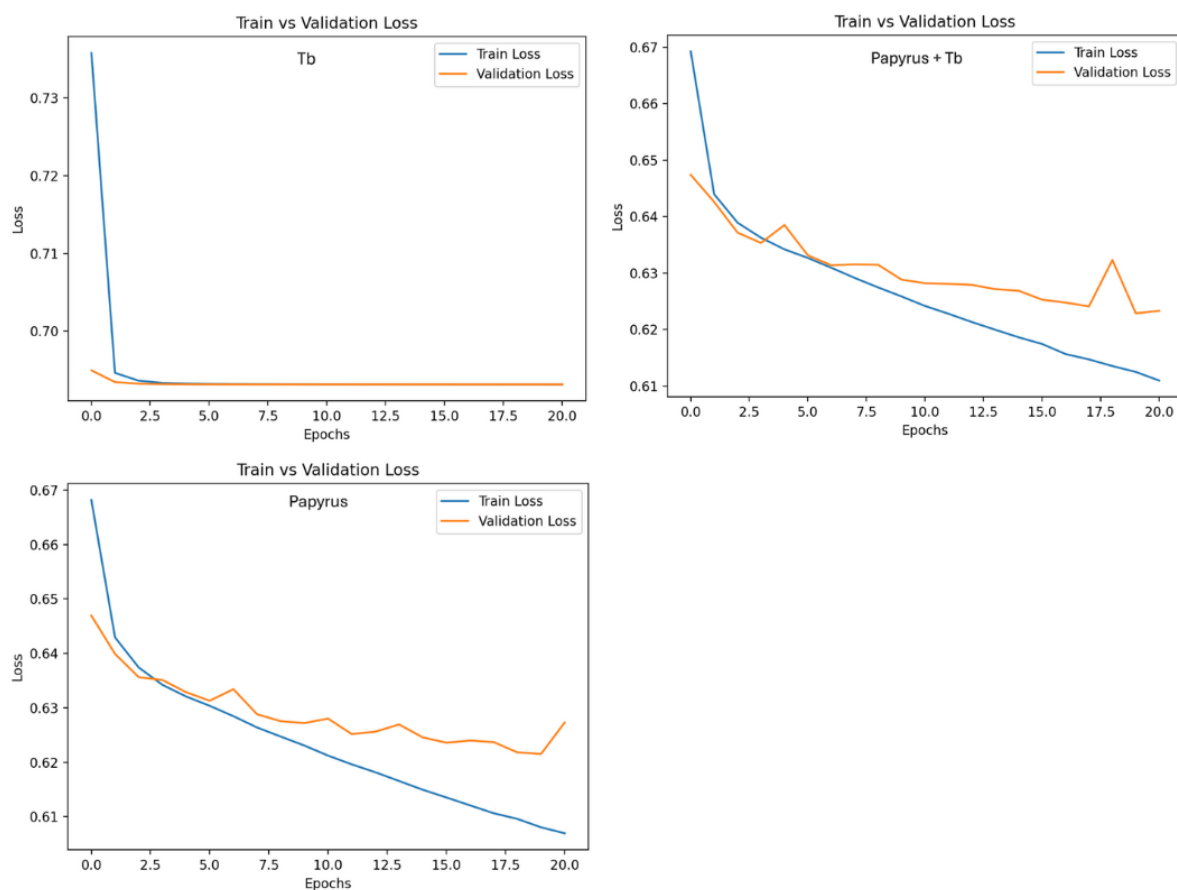 Train vs Validation Loss
Tb
Train Loss
Validation Loss
0.73
0.72
0.71
0.70
Loss
0.0 2.5 5.0 7.5 10.0 12.5 15.0 17.5 20.0
Epochs
Train vs Validation Loss
Papyrus + Tb
Train Loss
Validation Loss
0.67
0.66
0.65
0.64
0.63
0.62
0.61
Loss
0.0 2.5 5.0 7.5 10.0 12.5 15.0 17.5 20.0
Epochs
Train vs Validation Loss
Papyrus
Train Loss
Validation Loss
0.67
0.66
0.65
0.64
0.63
0.62
0.61
Loss
0.0 2.5 5.0 7.5 10.0 12.5 15.0 17.5 20.0
Epochs